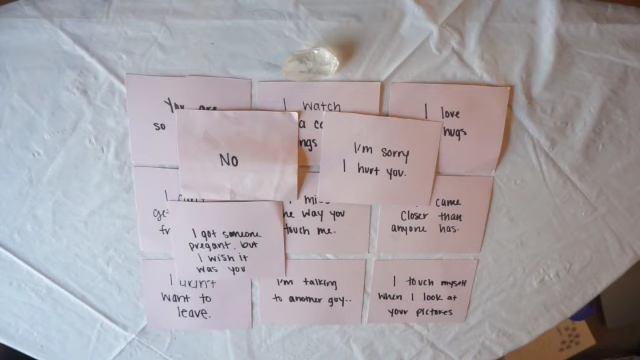 You are
so
I watch
a
I love
hugs
NO
I'm sorry
I hurt you.
I can't
I miss
way you
touch me.
I came
closer than
anyone has.
I got someone
pregant, but
I wish it
was you
I didn't
want to
leave.
I'm talking
to another guy..
I touch myself
when I look at
your pictures